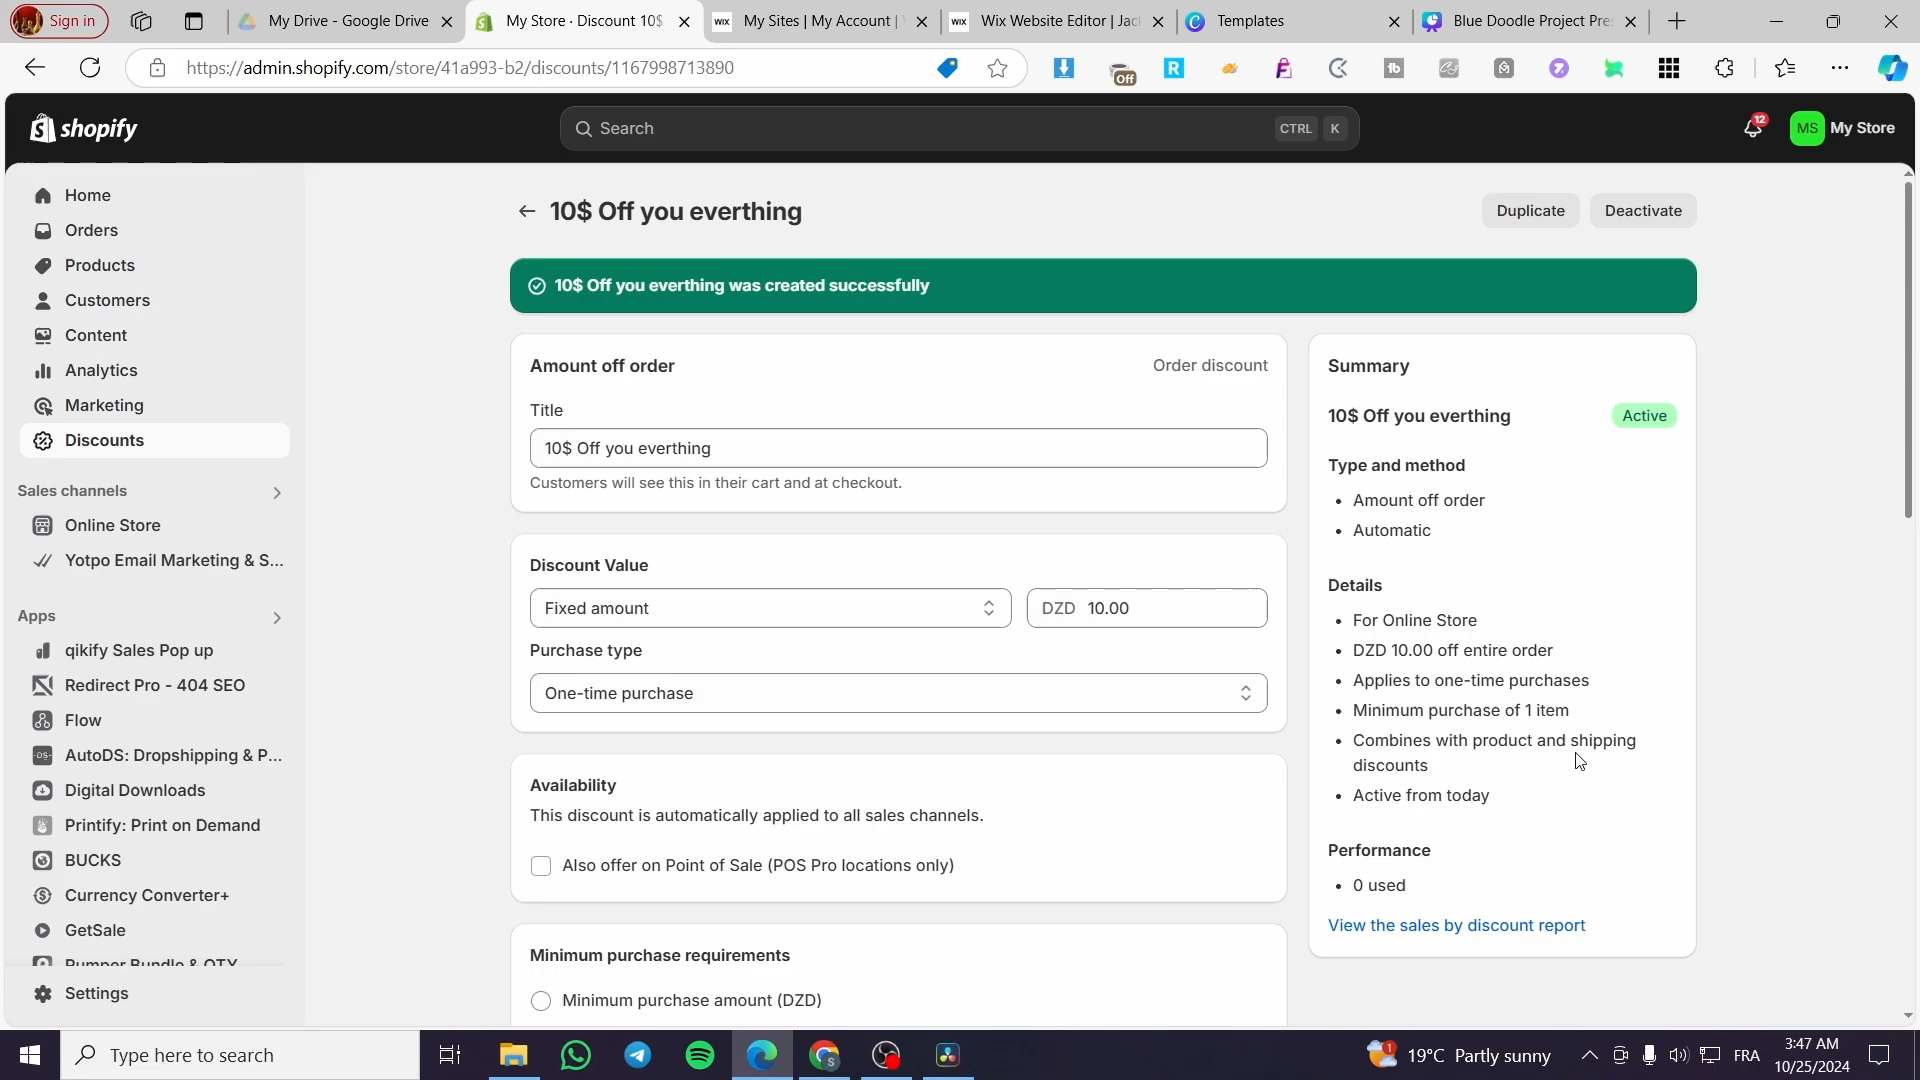 Sign in
My Drive - Google Drive
My Store · Discount 10$
My Sites | My Account |
Wix Website Editor | Jac
Templates
Blue Doodle Project Pre
https://admin.shopify.com/store/41a993-b2/discounts/1167998713890
Off
shopify
Search
CTRL K
12
MS My Store
Home
Orders
Products
Customers
Content
Analytics
Marketing
Discounts
Sales channels
Online Store
Yotpo Email Marketing & S...
Apps
qikify Sales Pop up
Redirect Pro - 404 SEO
Flow
AutoDS: Dropshipping & P...
Digital Downloads
Printify: Print on Demand
BUCKS
Currency Converter+
GetSale
Bumper Bundle & QTY
Settings
10$ Off you everthing
Duplicate
Deactivate
10$ Off you everthing was created successfully
Amount off order
Order discount
Title
10$ Off you everthing
Customers will see this in their cart and at checkout.
Discount Value
Fixed amount
DZD 10.00
Purchase type
One-time purchase
Availability
This discount is automatically applied to all sales channels.
Also offer on Point of Sale (POS Pro locations only)
Minimum purchase requirements
Minimum purchase amount (DZD)
Summary
10$ Off you everthing
Active
Type and method
• Amount off order
• Automatic
Details
• For Online Store
• DZD 10.00 off entire order
• Applies to one-time purchases
• Minimum purchase of 1 item
• Combines with product and shipping
discounts
• Active from today
Performance
• 0 used
View the sales by discount report
Type here to search
19°C Partly sunny
FRA
3:47 AM
10/25/2024